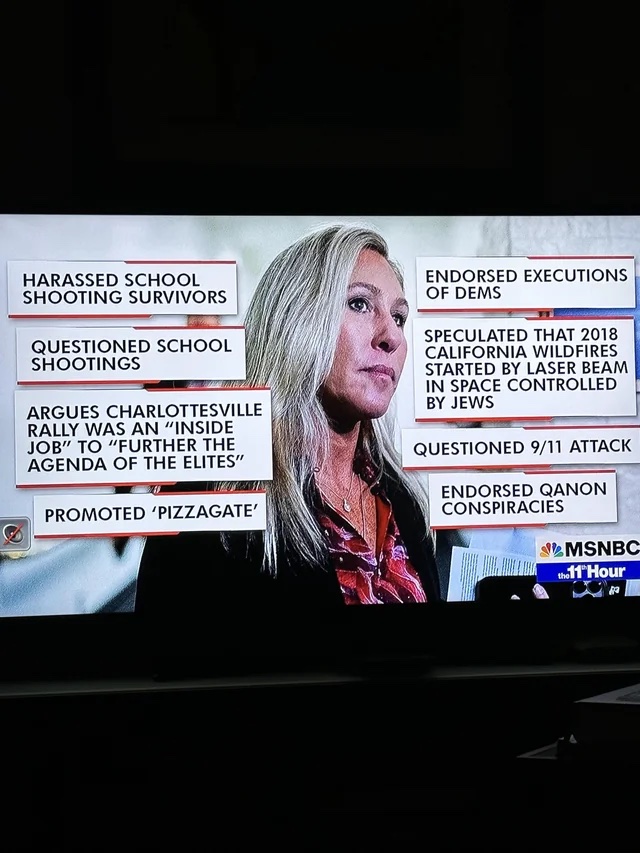 HARASSED SCHOOL
SHOOTING SURVIVORS
QUESTIONED SCHOOL
SHOOTINGS
ARGUES CHARLOTTESVILLE
RALLY WAS AN “INSIDE
JOB” TO “FURTHER THE
AGENDA OF THE ELITES”
PROMOTED ‘PIZZAGATE’
ENDORSED EXECUTIONS
OF DEMS
SPECULATED THAT 2018
CALIFORNIA WILDFIRES
STARTED BY LASER BEAM
IN SPACE CONTROLLED
BY JEWS
QUESTIONED 9/11 ATTACK
ENDORSED QANON
CONSPIRACIES
MSNBC
the 11th Hour